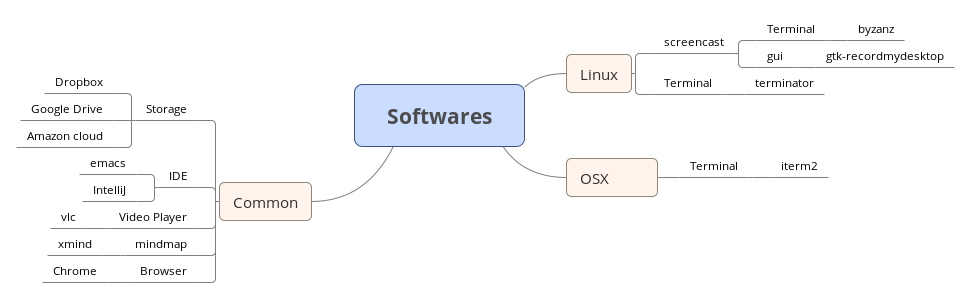 Softwares
Linux
screencast
Terminal
byzanz
gui
gtk-recordmydesktop
Terminal
terminator
OSX
Terminal
iterm2
Common
Storage
Dropbox
Google Drive
Amazon cloud
IDE
emacs
IntelliJ
Video Player
vlc
mindmap
xmind
Browser
Chrome